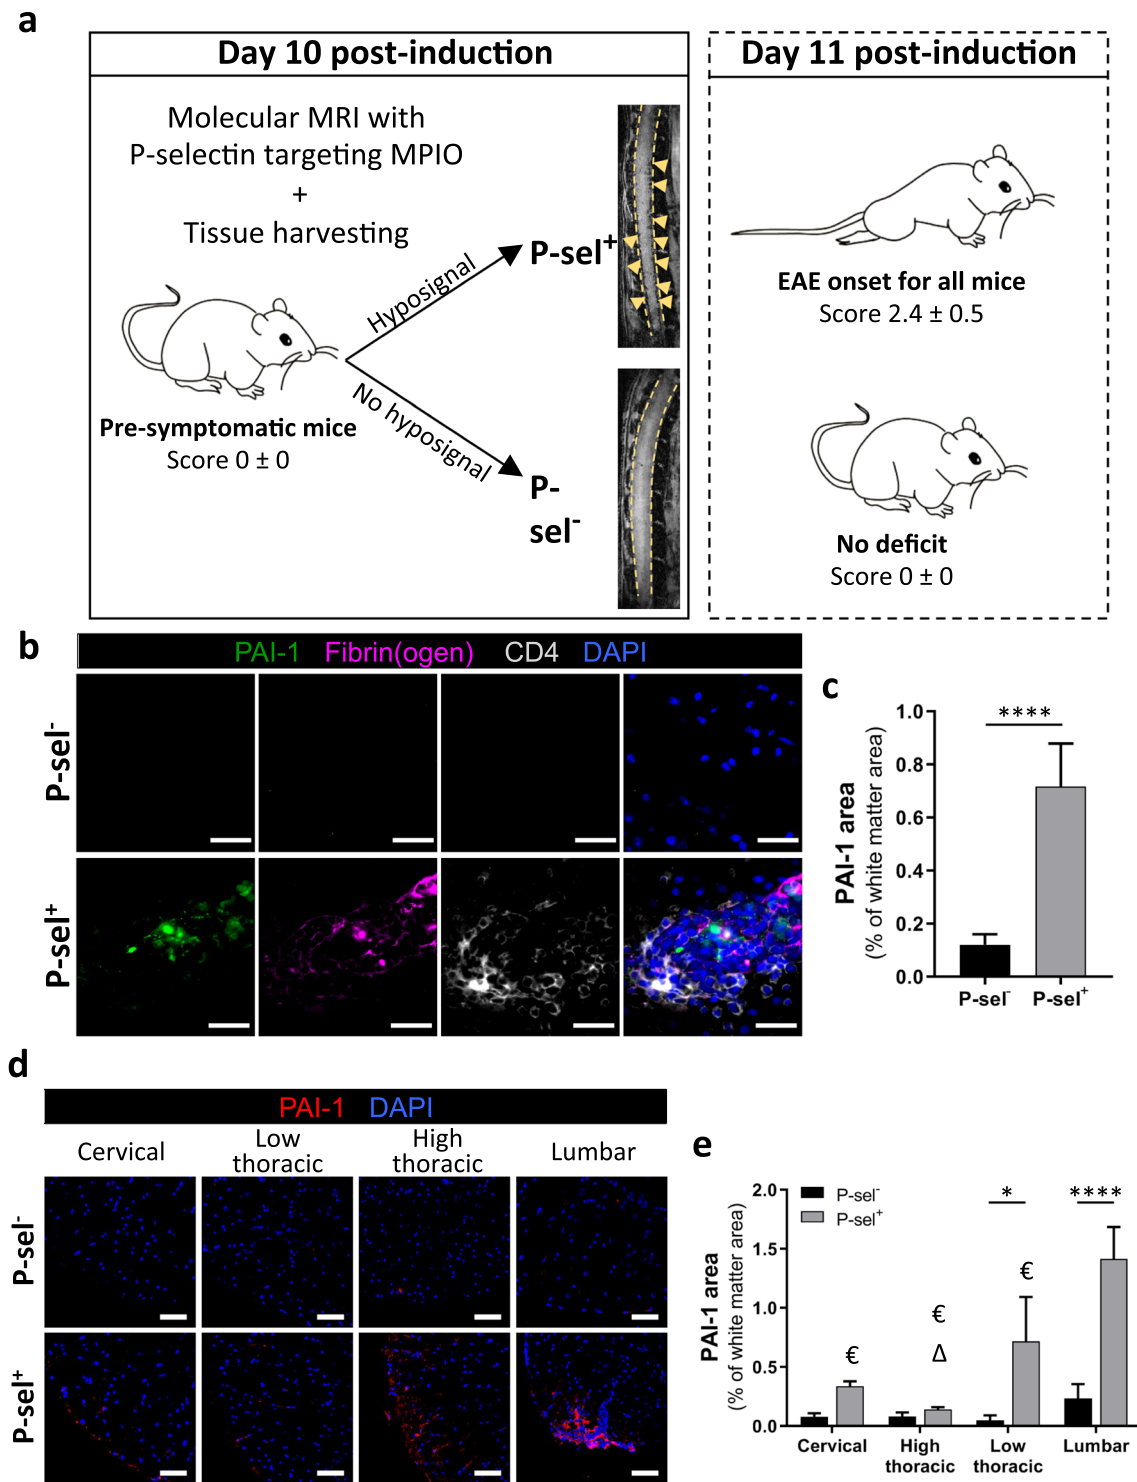 a
Day 10 post-induction
Day 11 post-induction
Molecular MRI with
P-selectin targeting MPIO
+
Tissue harvesting
Hyposignal
P-sel⁺
No hyposignal
P-
sel⁻
Pre-symptomatic mice
Score 0 ± 0
EAE onset for all mice
Score 2.4 ± 0.5
No deficit
Score 0 ± 0
b
PAI-1 Fibrin(ogen) CD4 DAPI
P-sel⁻
P-sel⁺
c
PAI-1 area
(% of white matter area)
1.0
0.8
0.6
0.4
0.2
0.0
****
P-sel⁻ P-sel⁺
d
PAI-1 DAPI
Cervical
Low
thoracic
High
thoracic
Lumbar
P-sel⁻
P-sel⁺
e
PAI-1 area
(% of white matter area)
2.0
1.5
1.0
0.5
0.0
P-sel⁻
P-sel⁺
€
€
Δ
*
€
****
Cervical
High
thoracic
Low
thoracic
Lumbar